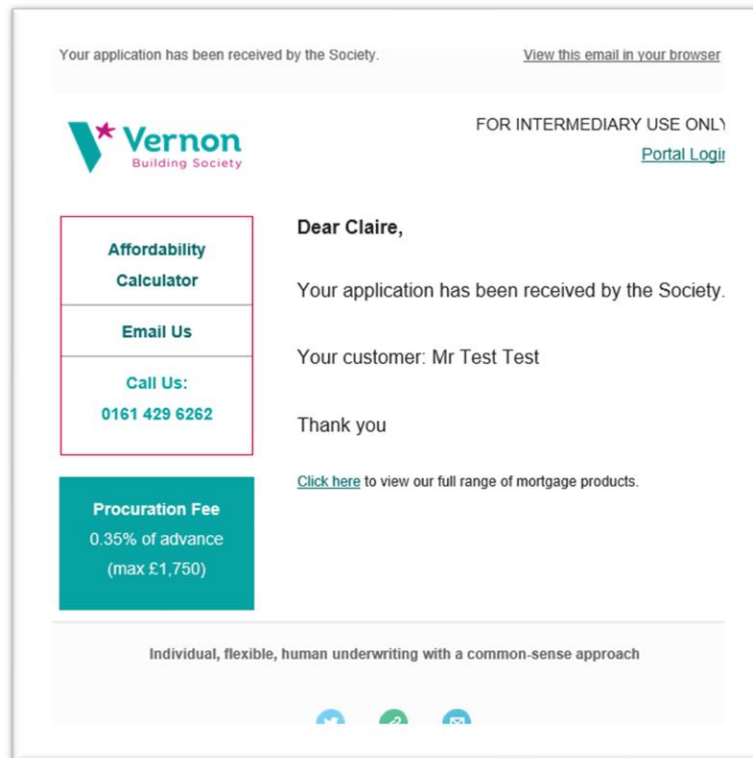 Your application has been received by the Society.
View this email in your browser
Vernon
Building Society
FOR INTERMEDIARY USE ONLY
Portal Login
Affordability
Calculator
Email Us
Call Us:
0161 429 6262
Procuration Fee
0.35% of advance
(max £1,750)
Dear Claire,
Your application has been received by the Society.
Your customer: Mr Test Test
Thank you
Click here to view our full range of mortgage products.
Individual, flexible, human underwriting with a common-sense approach